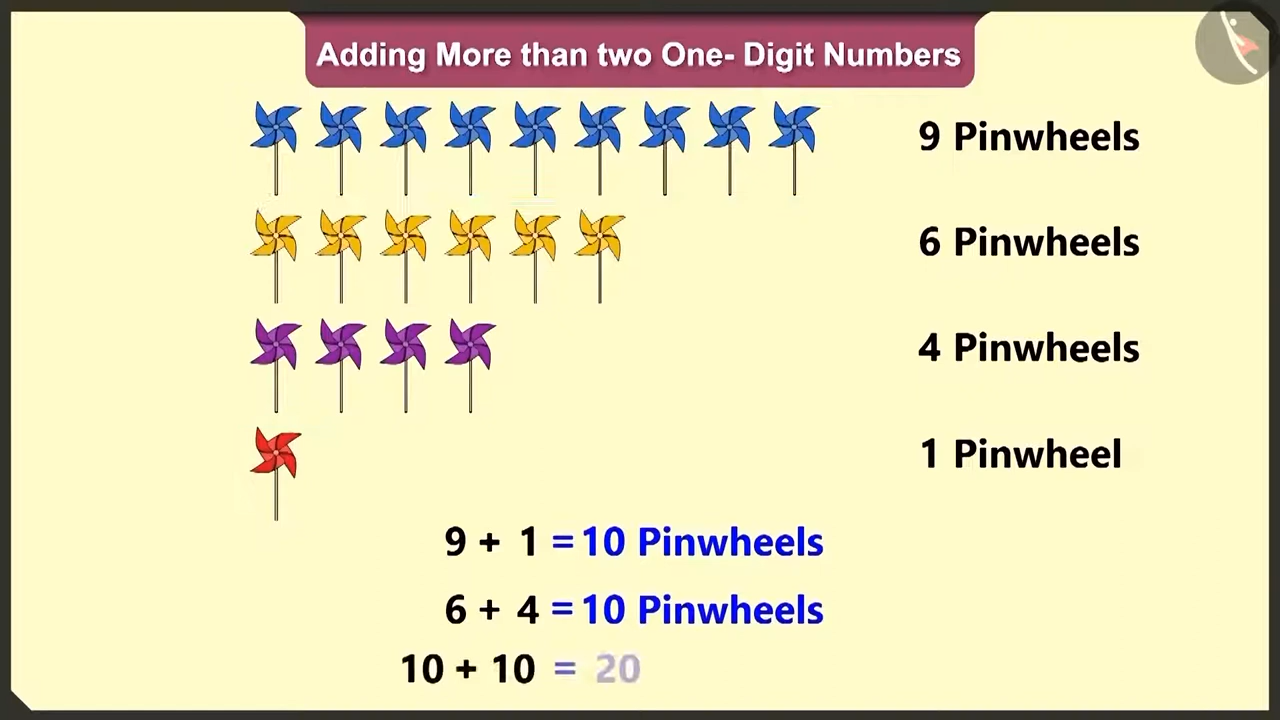 Adding More than two One- Digit Numbers
9 Pinwheels
6 Pinwheels
4 Pinwheels
1 Pinwheel
9 + 1 = 10 Pinwheels
6 + 4 = 10 Pinwheels
10 + 10 = 20